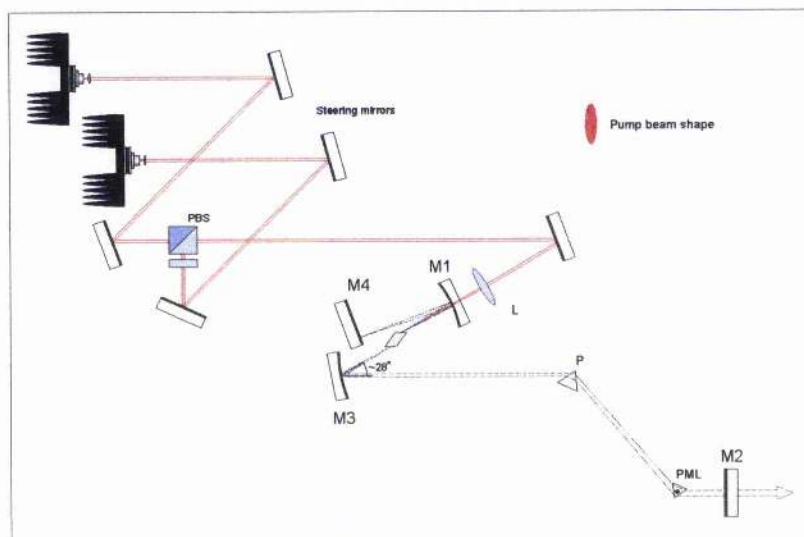 Steering mirrors
Pump beam shape
PBS
M1
M4
L
~28°
P
M3
PML
M2